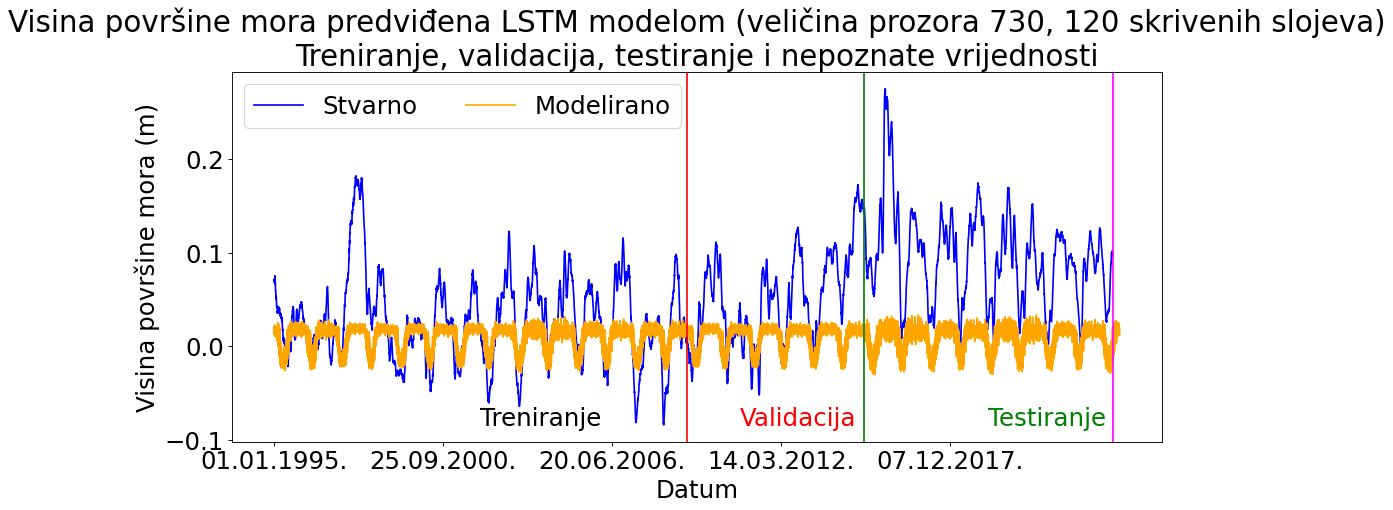 Visina površine mora predviđena LSTM modelom (veličina prozora 730, 120 skrivenih slojeva)
Treniranje, validacija, testiranje i nepoznate vrijednosti
Stvarno Modelirano
Visina površine mora (m)
0.2
0.1
0.0
−0.1
Treniranje Validacija Testiranje
01.01.1995. 25.09.2000. 20.06.2006. 14.03.2012. 07.12.2017.
Datum